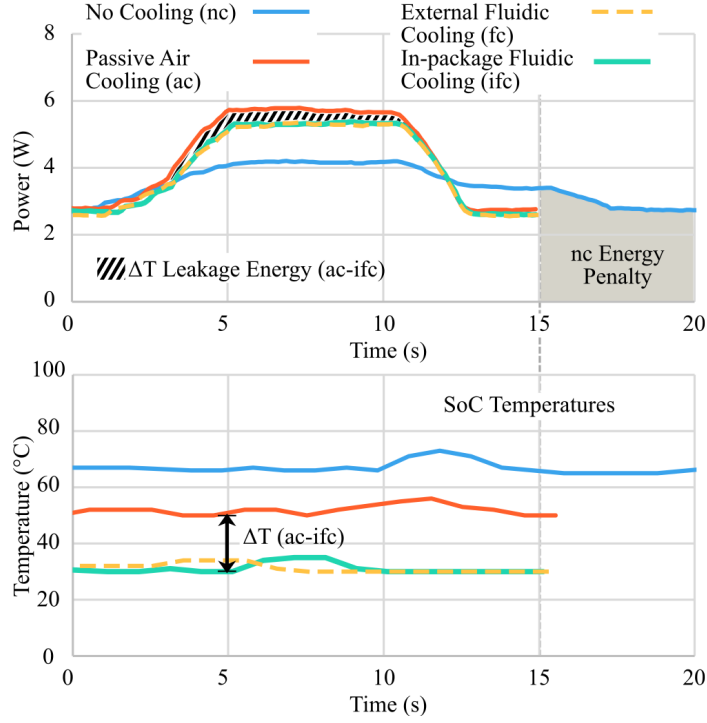 No Cooling (nc)
External Fluidic
Cooling (fc)
Passive Air
Cooling (ac)
In-package Fluidic
Cooling (ifc)
8
6
4
2
0
Power (W)
ΔT Leakage Energy (ac-ifc)
nc Energy
Penalty
0
5
10
15
20
Time (s)
100
80
60
40
20
0
Temperature (°C)
SoC Temperatures
ΔT (ac-ifc)
0
5
10
15
20
Time (s)